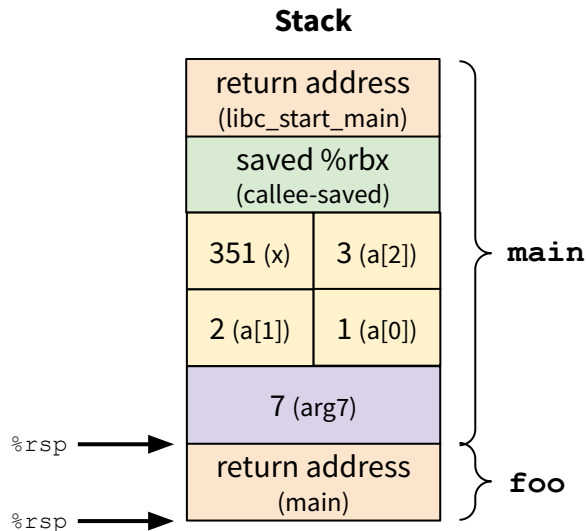 Stack
return address
(libc_start_main)
saved %rbx
(callee-saved)
351 (x) 3 (a[2])
main
2 (a[1]) 1 (a[0])
7 (arg7)
%rsp
return address
(main)
foo
%rsp